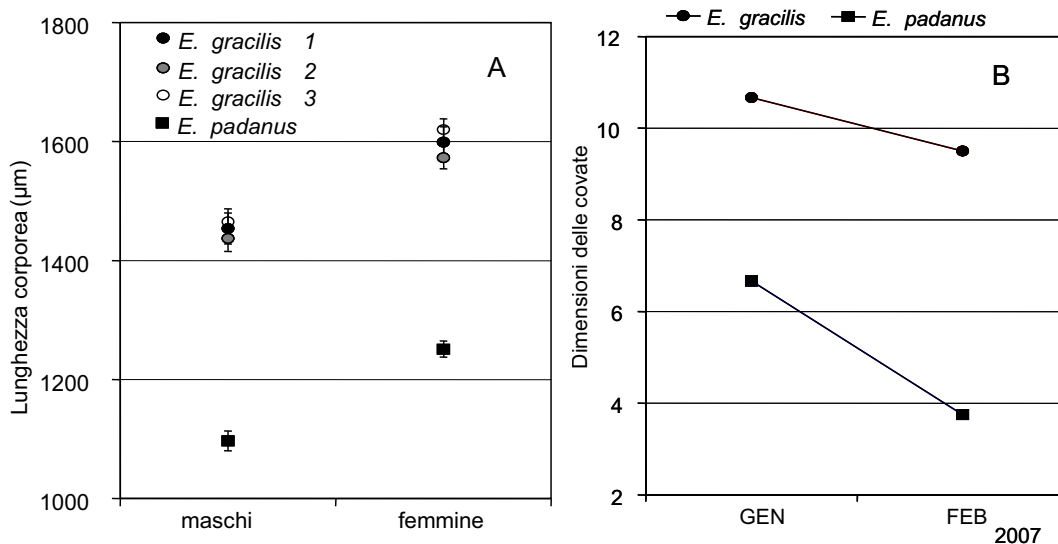 E. gracilis 1
E. gracilis 2
E. gracilis 3
E. padanus
A
1800
1600
1400
1200
1000
Lunghezza corporea (µm)
maschi femmine
E. gracilis E. padanus
B
12
10
8
6
4
2
Dimensioni delle covate
GEN FEB
2007